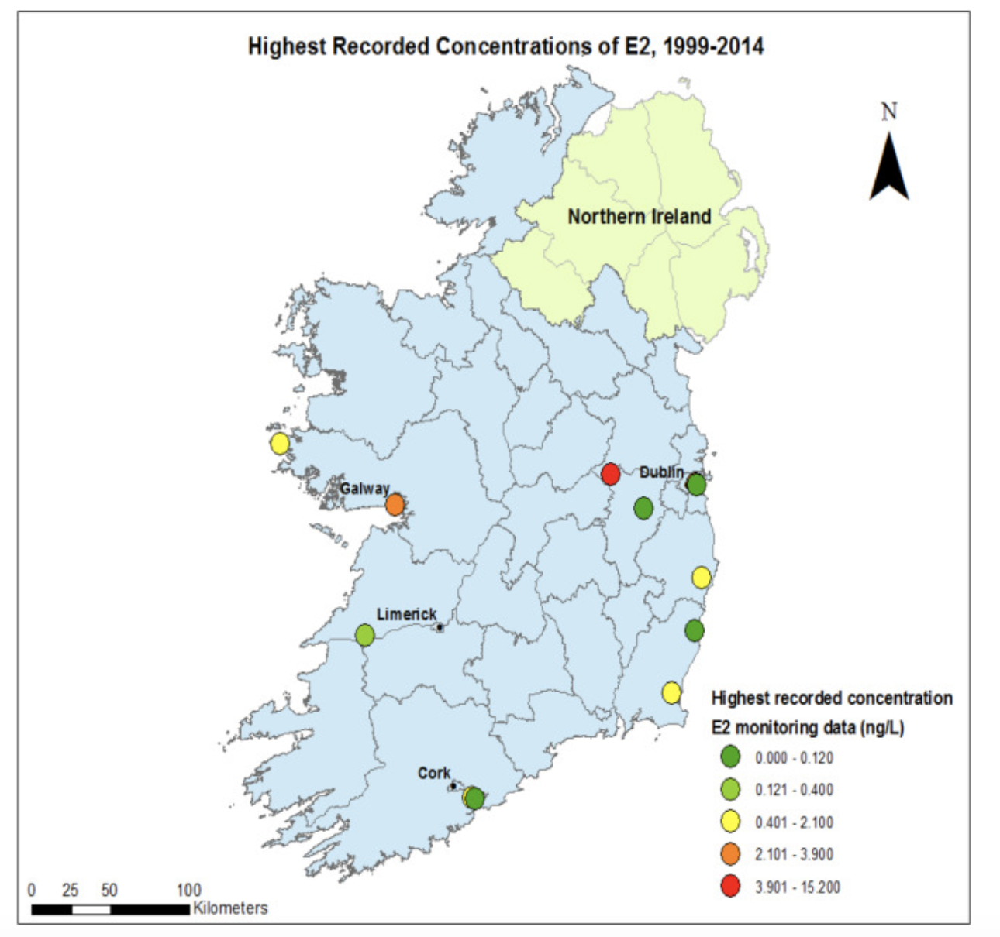 Highest Recorded Concentrations of E2, 1999-2014
N
Northern Ireland
Dublin
Galway
Limerick
Cork
Highest recorded concentration
E2 monitoring data (ng/L)
0.000 - 0.120
0.121 - 0.400
0.401 - 2.100
2.101 - 3.900
3.901 - 15.200
0 25 50 100
Kilometers